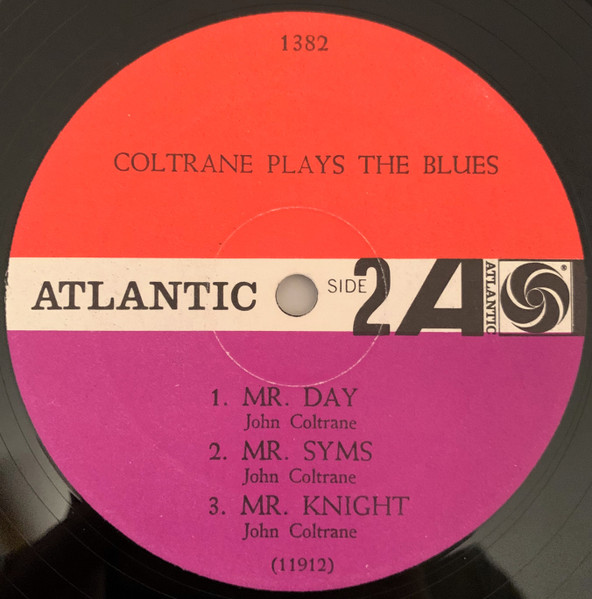 1382
COLTRANE PLAYS THE BLUES
ATLANTIC
SIDE 2
A
ATLANTIC
®
1. MR. DAY
John Coltrane
2. MR. SYMS
John Coltrane
3. MR. KNIGHT
John Coltrane
(11912)